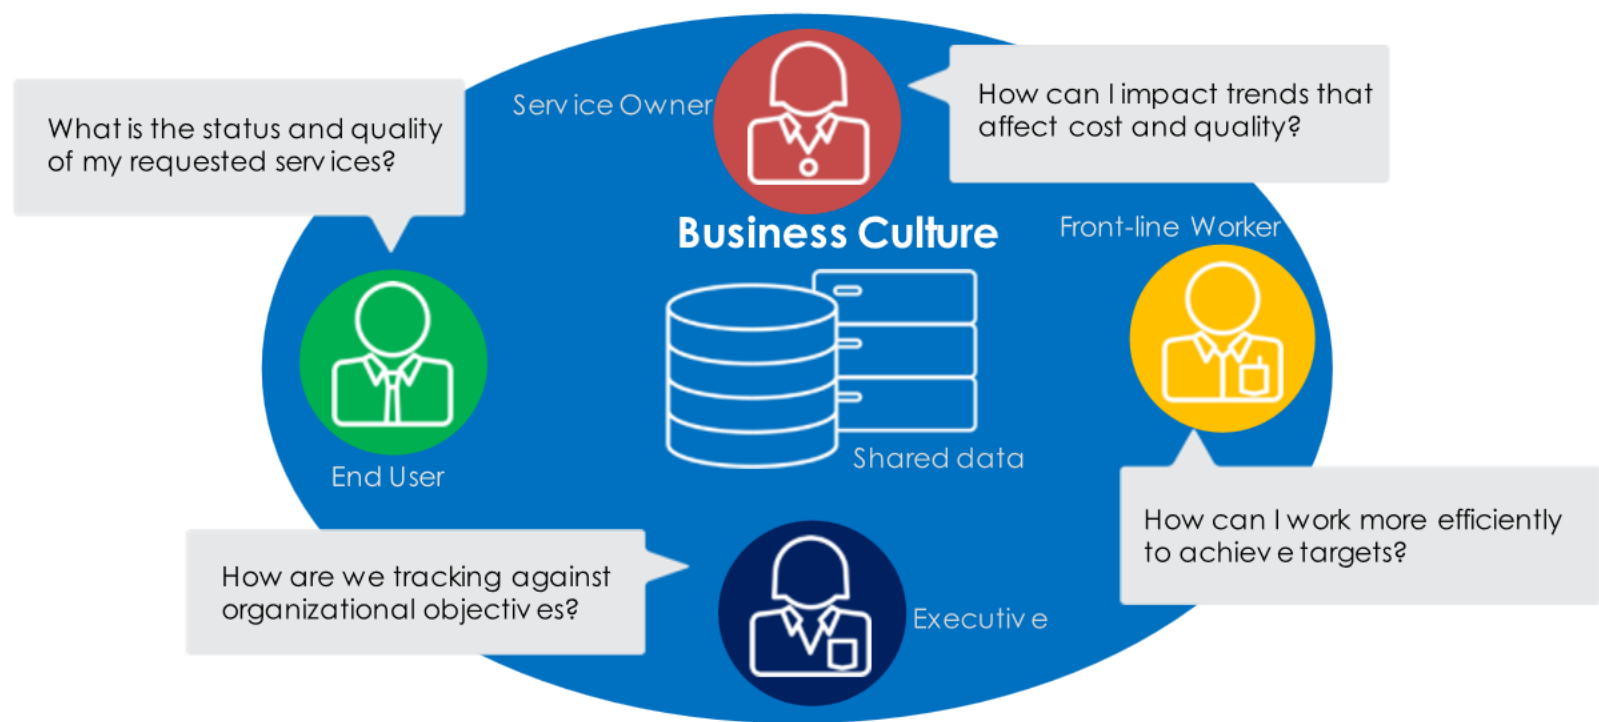 Service Owner
How can I impact trends that
affect cost and quality?
What is the status and quality
of my requested services?
Business Culture
Front-line Worker
Shared data
End User
How can I work more efficiently
to achieve targets?
How are we tracking against
organizational objectives?
Executive